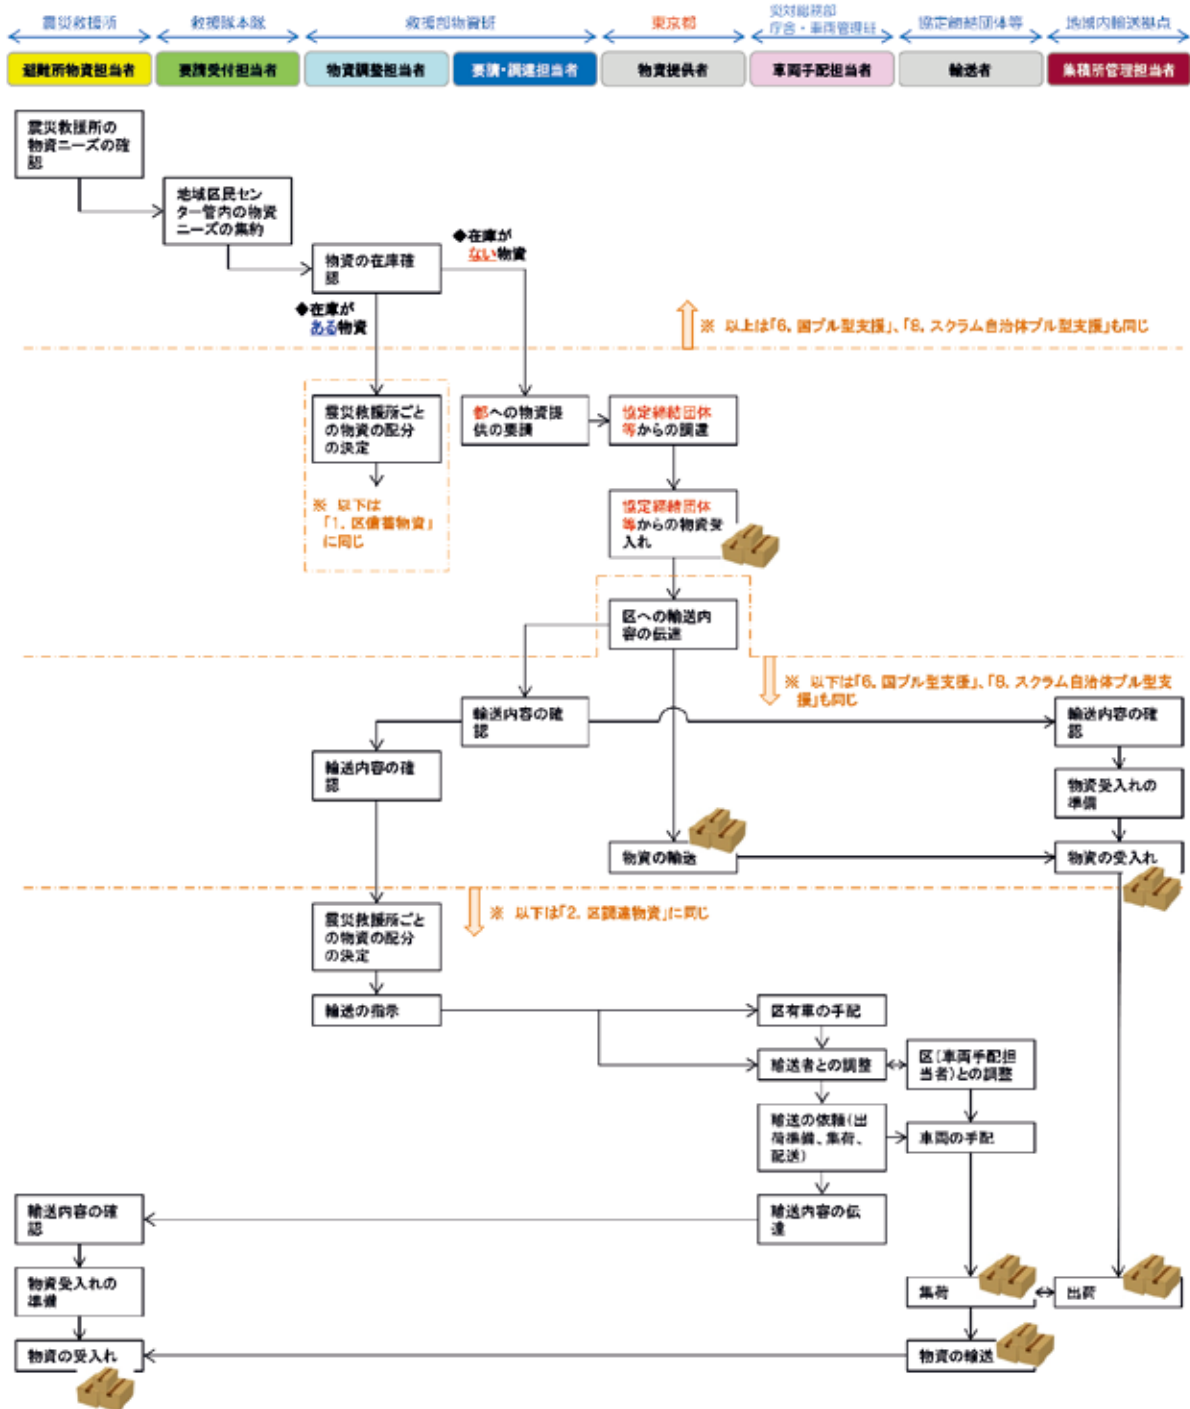 震災救援所
救援隊本隊
救援部物資班
東京都
災対総務部
庁舎・車両管理班
協定締結団体等
地域内輸送拠点
避難所物資担当者
要請受付担当者
物資調整担当者
要請・調達担当者
物資提供者
車両手配担当者
輸送者
集積所管理担当者
震災救援所の
物資ニーズの確
認
地域区民セン
ター管内の物資
ニーズの集約
物資の在庫確
認
◆在庫が
ない物資
◆在庫が
ある物資
※ 以上は「6．国プル型支援」、「8．スクラム自治体プル型支援」も同じ
震災救援所ごと
の物資の配分
の決定
※ 以下は
「1．区備蓄物資」
に同じ
都への物資提
供の要請
協定締結団体
等からの調達
協定締結団体
等からの物資受
入れ
区への輸送内
容の伝達
※ 以下は「6．国プル型支援」、「8．スクラム自治体プル型支
援」も同じ
輸送内容の確
認
輸送内容の確
認
輸送内容の確
認
物資受入れの
準備
物資の輸送
物資の受入れ
※ 以下は「2．区調達物資」に同じ
震災救援所ごと
の物資の配分
の決定
輸送の指示
区有車の手配
輸送者との調整
区（車両手配担
当者）との調整
輸送の依頼（出
荷準備、集荷、
配送）
車両の手配
輸送内容の伝
達
輸送内容の確
認
物資受入れの
準備
集荷
出荷
物資の受入れ
物資の輸送